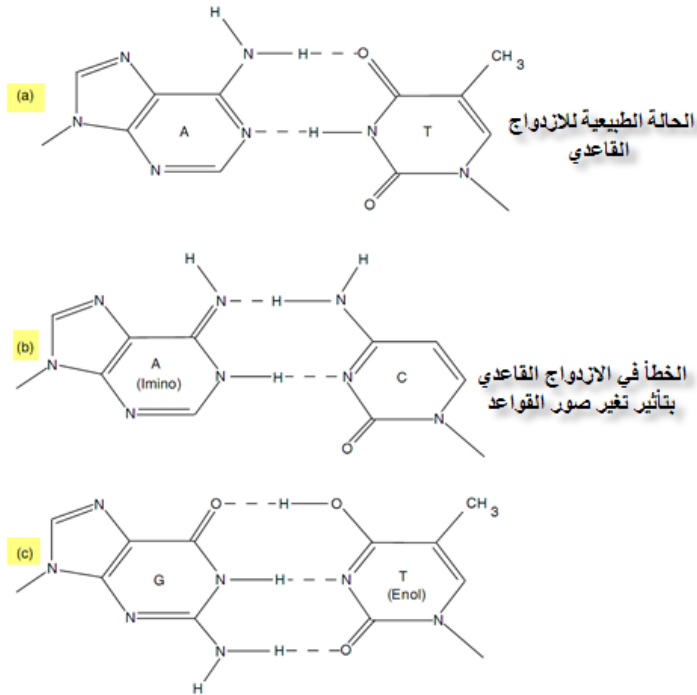 H
N
N
H
O
CH3
(a)
A
T
N
N
N
H
N
N
O
N
الحالة الطبيعية للازدواج
القاعدي
H
H
N
N
H
N
(b)
A
(Imino)
C
N
N
H
N
N
O
N
الخطأ في الازدواج القاعدي
بتأثير تغير صور القواعد
O
H
O
CH3
N
(c)
G
T
(Enol)
N
N
H
N
N
N
H
O
N
H